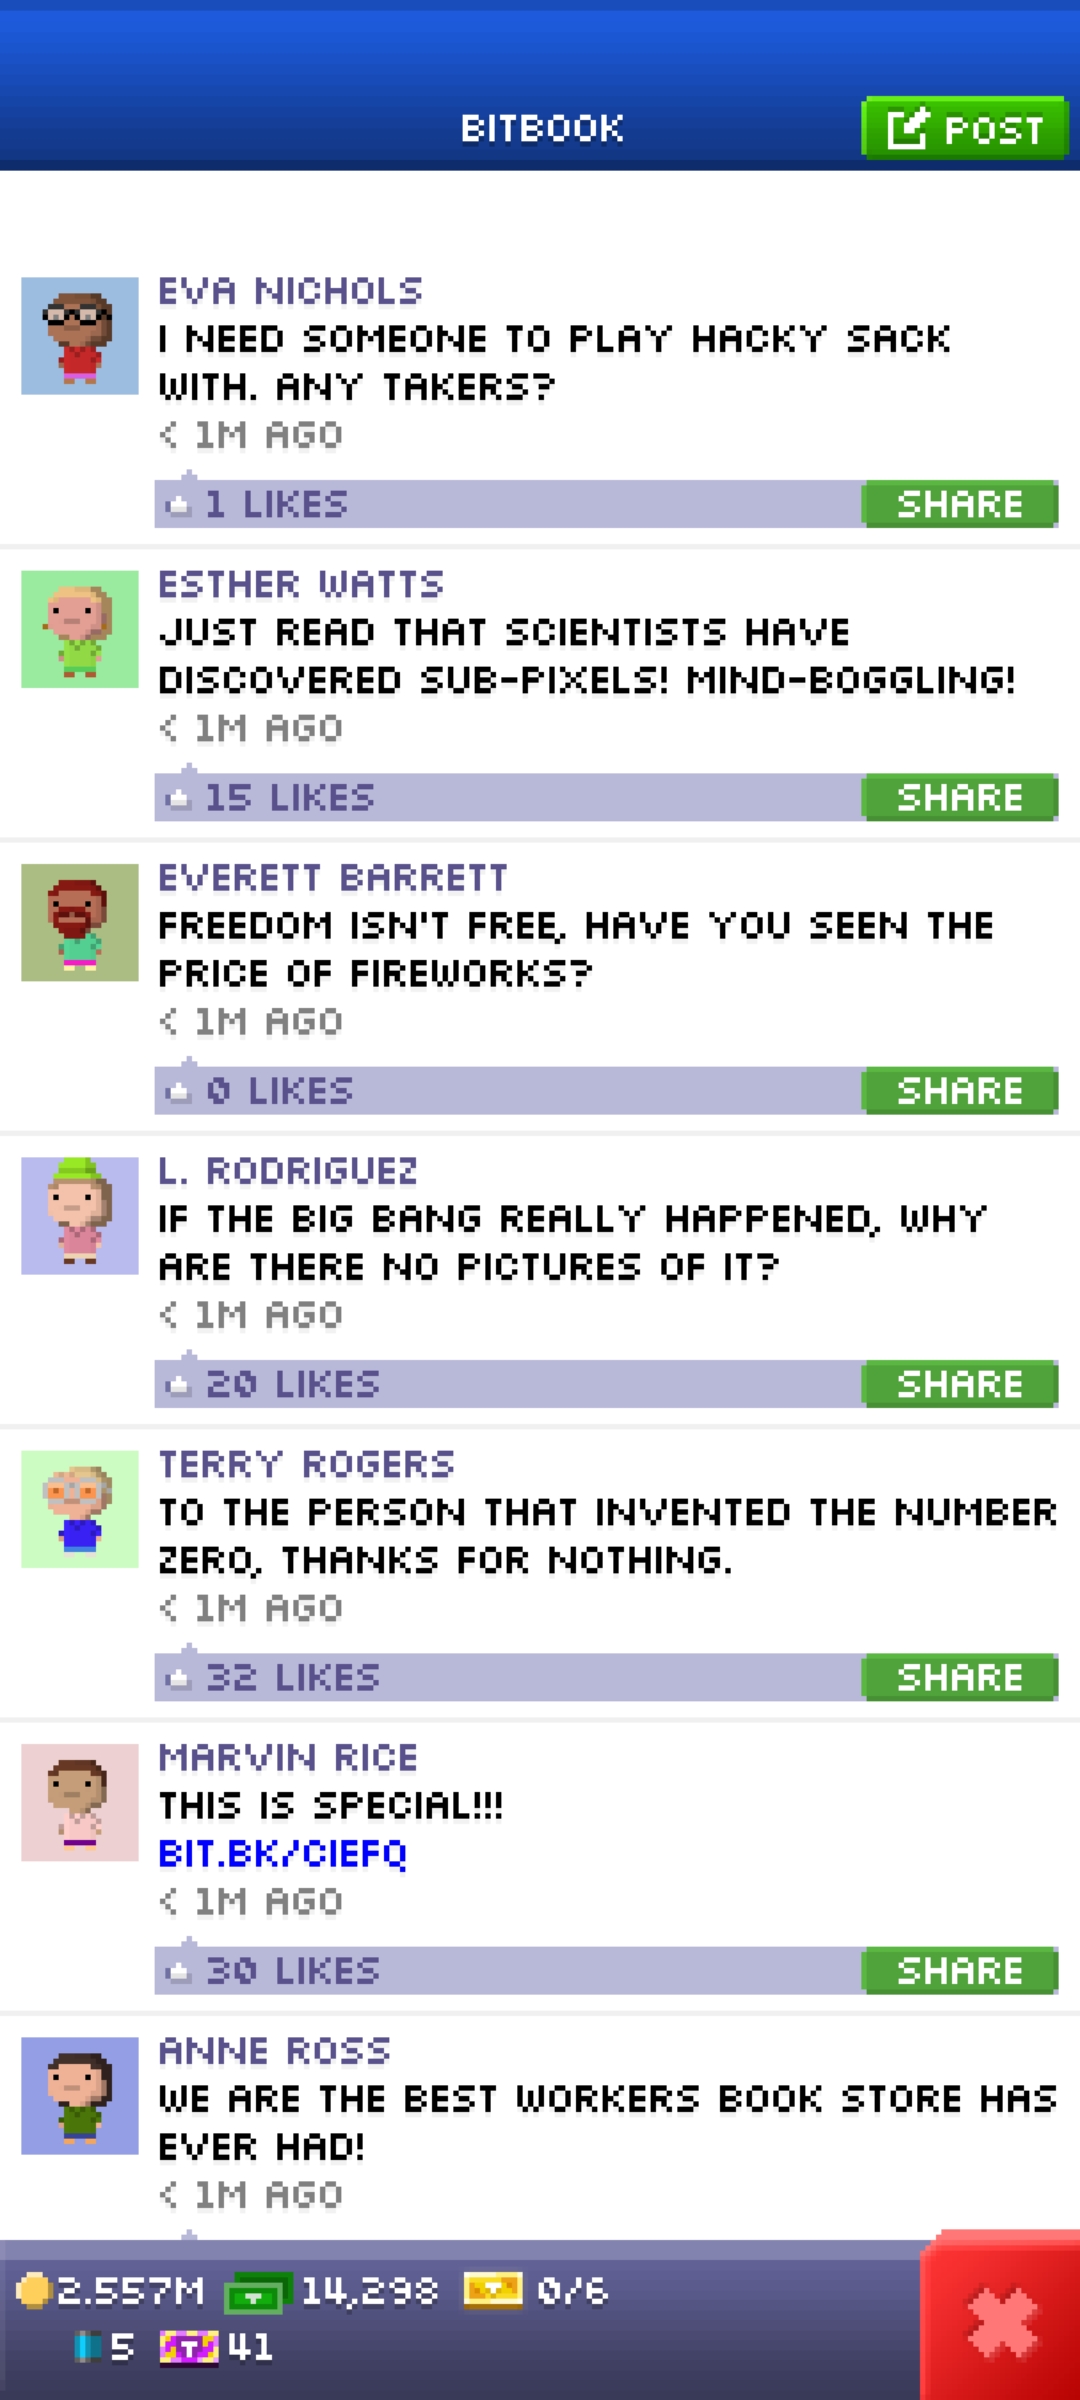 BITBOOK
POST
EVA NICHOLS
I NEED SOMEONE TO PLAY HACKY SACK
WITH. ANY TAKERS?
< 1M AGO
1 LIKES
SHARE
ESTHER WATTS
JUST READ THAT SCIENTISTS HAVE
DISCOVERED SUB-PIXELS! MIND-BOGGLING!
< 1M AGO
15 LIKES
SHARE
EVERETT BARRETT
FREEDOM ISN'T FREE, HAVE YOU SEEN THE
PRICE OF FIREWORKS?
< 1M AGO
0 LIKES
SHARE
L. RODRIGUEZ
IF THE BIG BANG REALLY HAPPENED, WHY
ARE THERE NO PICTURES OF IT?
< 1M AGO
20 LIKES
SHARE
TERRY ROGERS
TO THE PERSON THAT INVENTED THE NUMBER
ZERO, THANKS FOR NOTHING.
< 1M AGO
32 LIKES
SHARE
MARVIN RICE
THIS IS SPECIAL!!!
BIT.BK/CIEFQ
< 1M AGO
30 LIKES
SHARE
ANNE ROSS
WE ARE THE BEST WORKERS BOOK STORE HAS
EVER HAD!
< 1M AGO
2.557M 14,298 0/6
5 T 41